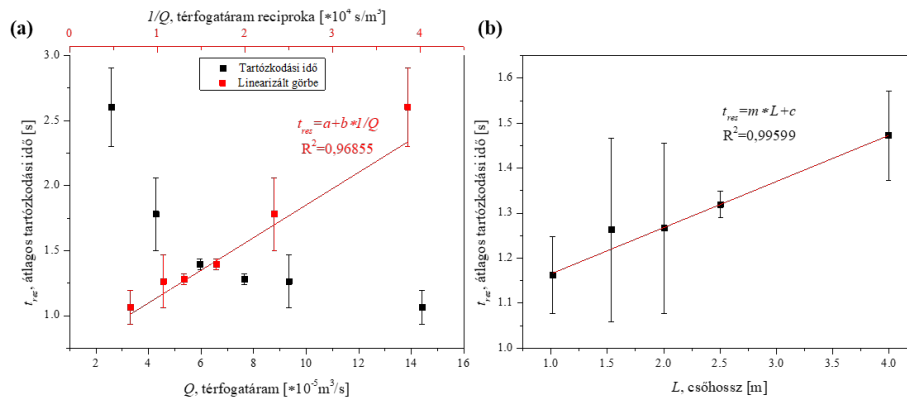 (a)
1/Q, térfogatáram reciproka [*10⁴ s/m³]
0 1 2 3 4
3.0
2.5
2.0
1.5
1.0
t_res, átlagos tartózkodási idő [s]
Tartózkodási idő
Linearizált görbe
t_res=a+b*1/Q
R²=0,96855
2 4 6 8 10 12 14 16
Q, térfogatáram [*10⁻⁵m³/s]
(b)
1.6
1.5
1.4
1.3
1.2
1.1
1.0
t_res, átlagos tartózkodási idő [s]
t_res=m*L+c
R²=0,99599
1.0 1.5 2.0 2.5 3.0 3.5 4.0
L, csőhossz [m]